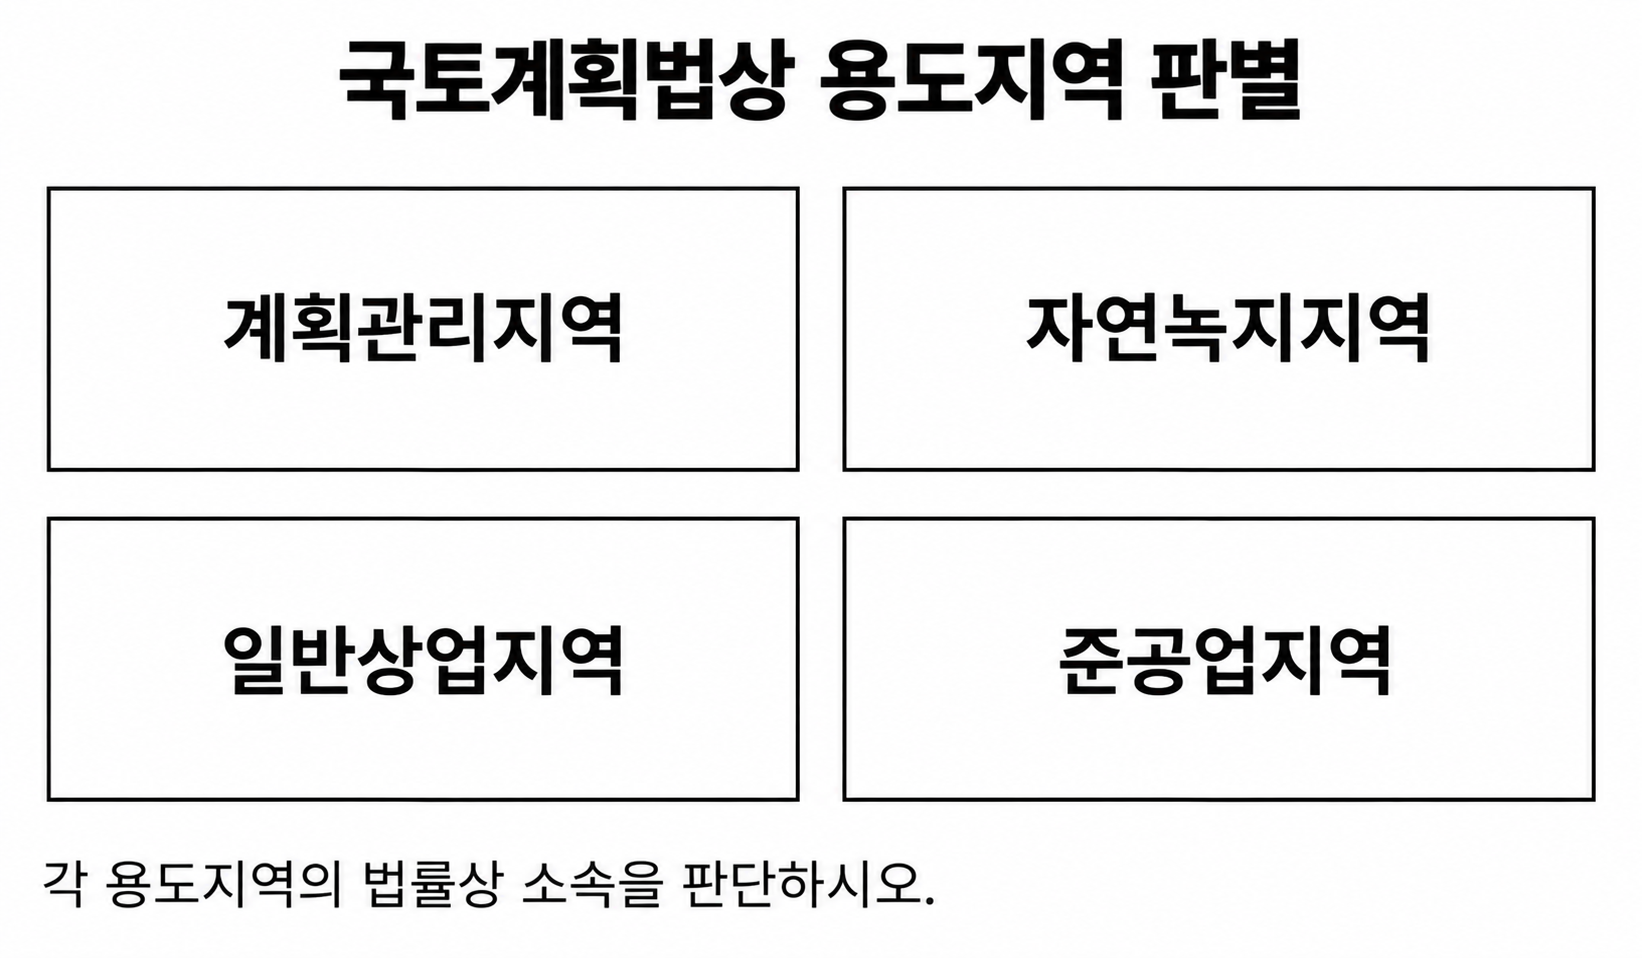 국토계획법상 용도지역 판별
계획관리지역
자연녹지지역
일반상업지역
준공업지역
각 용도지역의 법률상 소속을 판단하시오.